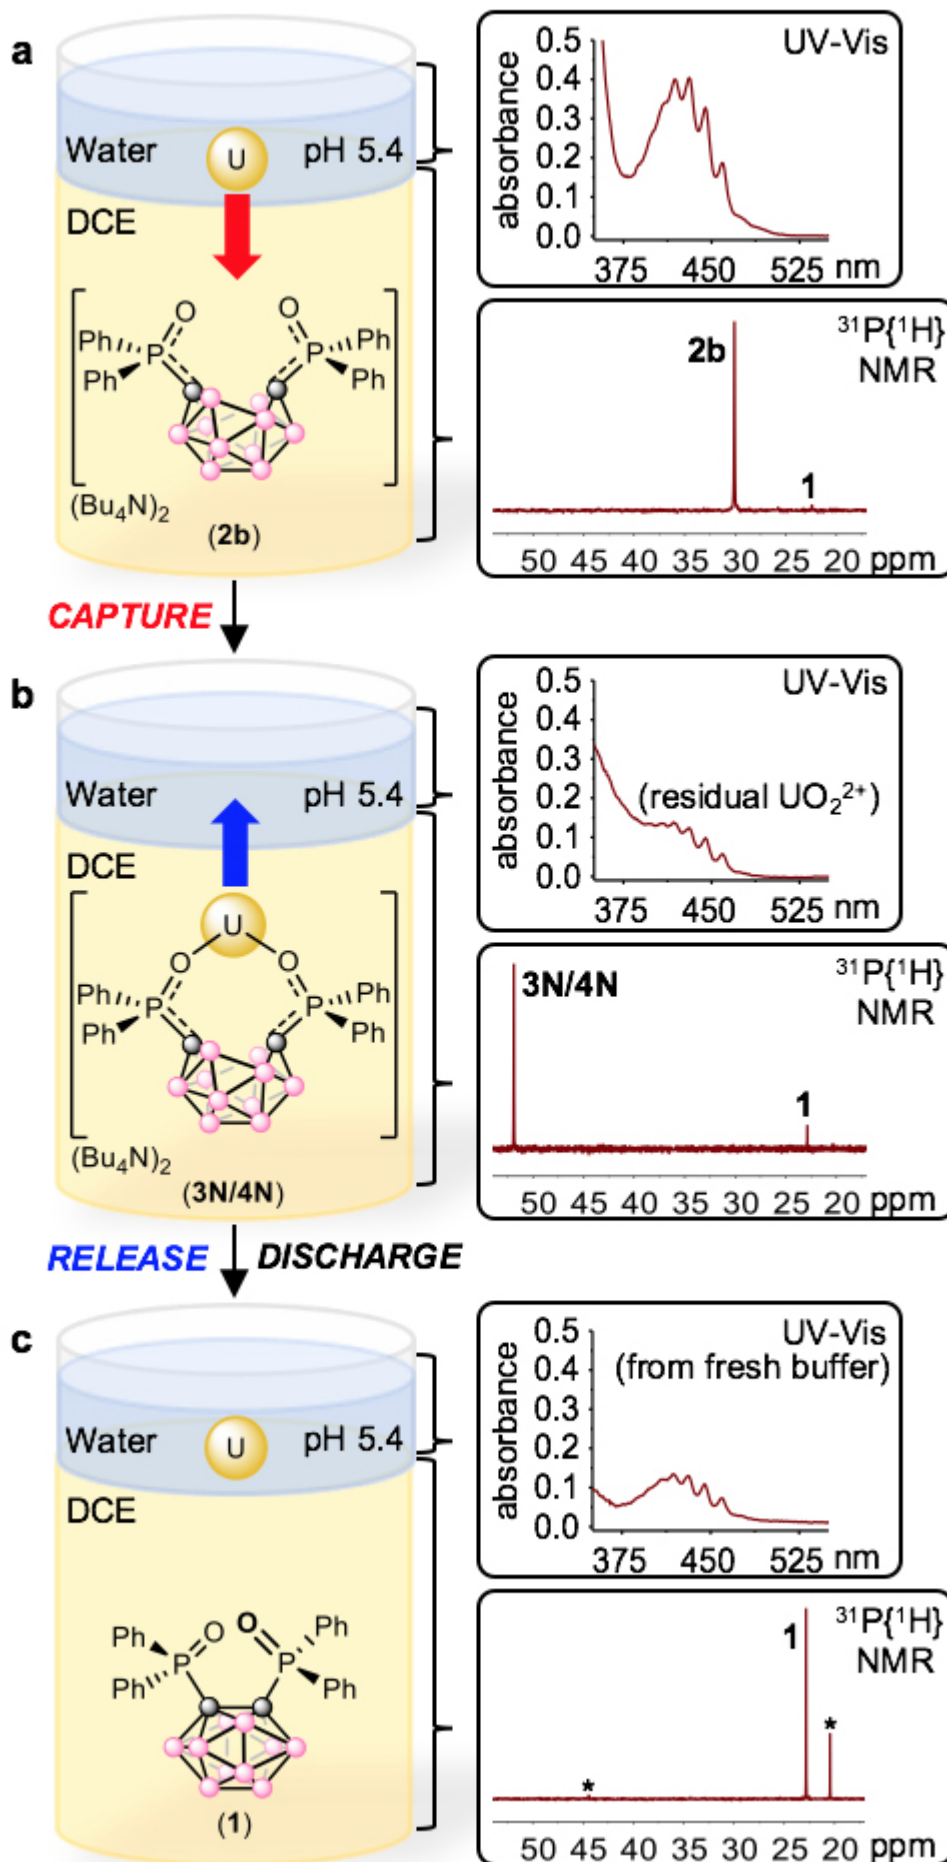 a
Water U pH 5.4
DCE
O O
Ph Ph
P P
Ph Ph
(Bu₄N)₂
(2b)
UV-Vis
absorbance
0.5
0.4
0.3
0.2
0.1
0.0
375 450 525 nm
³¹P{¹H}
NMR
2b
1
50 45 40 35 30 25 20 ppm
CAPTURE
b
Water pH 5.4
DCE
U
O O
Ph Ph
P P
Ph Ph
(Bu₄N)₂
(3N/4N)
UV-Vis
absorbance
0.5
0.4
0.3
0.2
0.1
0.0
(residual UO₂²⁺)
375 450 525 nm
³¹P{¹H}
NMR
3N/4N
1
50 45 40 35 30 25 20 ppm
RELEASE DISCHARGE
c
Water U pH 5.4
DCE
Ph O O Ph
P P
Ph Ph
(1)
UV-Vis
(from fresh buffer)
absorbance
0.5
0.4
0.3
0.2
0.1
0.0
375 450 525 nm
³¹P{¹H}
NMR
1
*
*
50 45 40 35 30 25 20 ppm